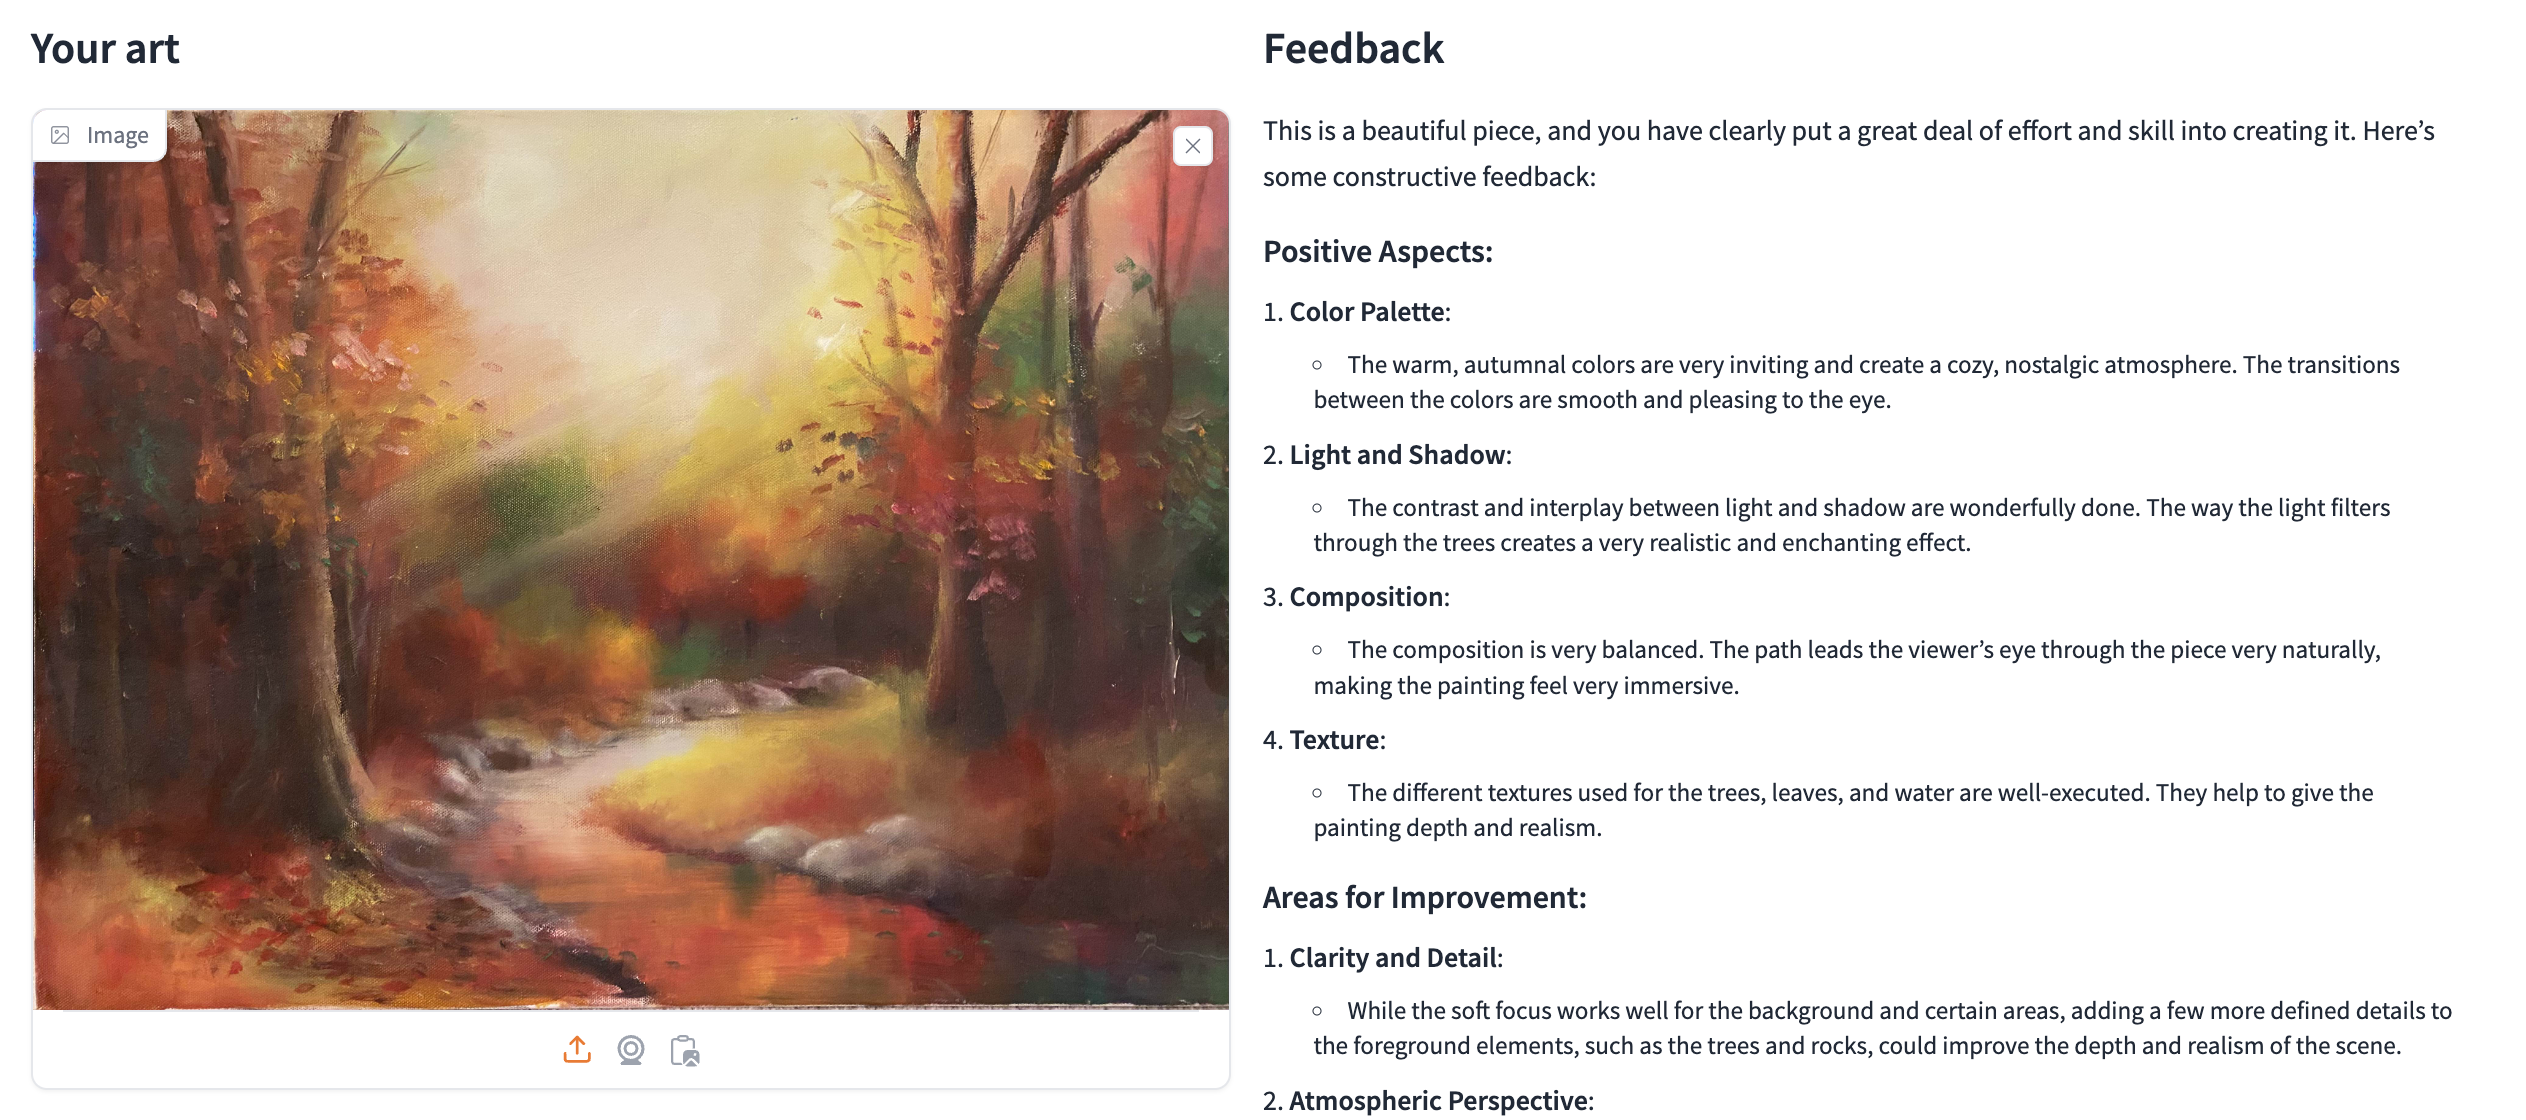 Your art
Image
Feedback
This is a beautiful piece, and you have clearly put a great deal of effort and skill into creating it. Here’s
some constructive feedback:
Positive Aspects:
1. Color Palette:
○ The warm, autumnal colors are very inviting and create a cozy, nostalgic atmosphere. The transitions
between the colors are smooth and pleasing to the eye.
2. Light and Shadow:
○ The contrast and interplay between light and shadow are wonderfully done. The way the light filters
through the trees creates a very realistic and enchanting effect.
3. Composition:
○ The composition is very balanced. The path leads the viewer’s eye through the piece very naturally,
making the painting feel very immersive.
4. Texture:
○ The different textures used for the trees, leaves, and water are well-executed. They help to give the
painting depth and realism.
Areas for Improvement:
1. Clarity and Detail:
○ While the soft focus works well for the background and certain areas, adding a few more defined details to
the foreground elements, such as the trees and rocks, could improve the depth and realism of the scene.
2. Atmospheric Perspective: